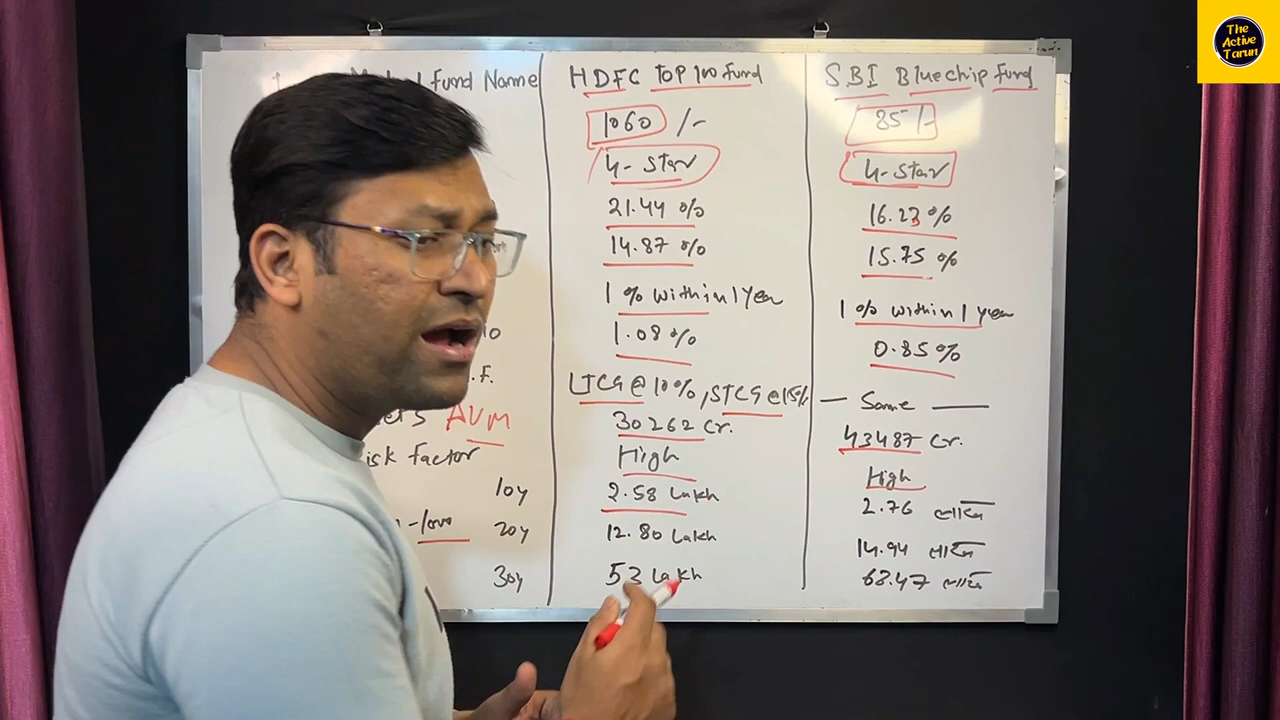 The
Active
Tarun
fund Name HDFC Top 100 Fund SBI Bluechip Fund
1060 /- 85 /-
4-Star 4-Star
21.44 % 16.23 %
14.87 % 15.75 %
1 % within 1 Year 1 % within 1 year
1.08 % 0.85 %
LTCG @ 10%, STCG @ 15% — Same —
AUM 30262 Cr. 43487 Cr.
factor High High
10y 2.58 Lakh 2.76 लाख
20y 12.80 Lakh 14.94 लाख
30y 53 Lakh 63.47 लाख